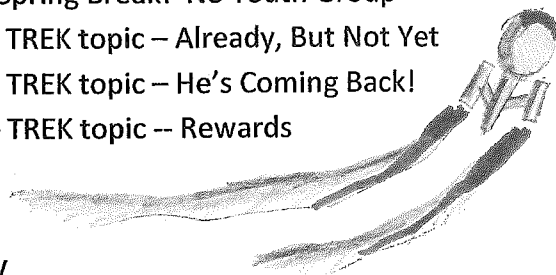 Spring Break! No Youth Group
TREK topic – Already, But Not Yet
TREK topic – He's Coming Back!
- TREK topic -- Rewards